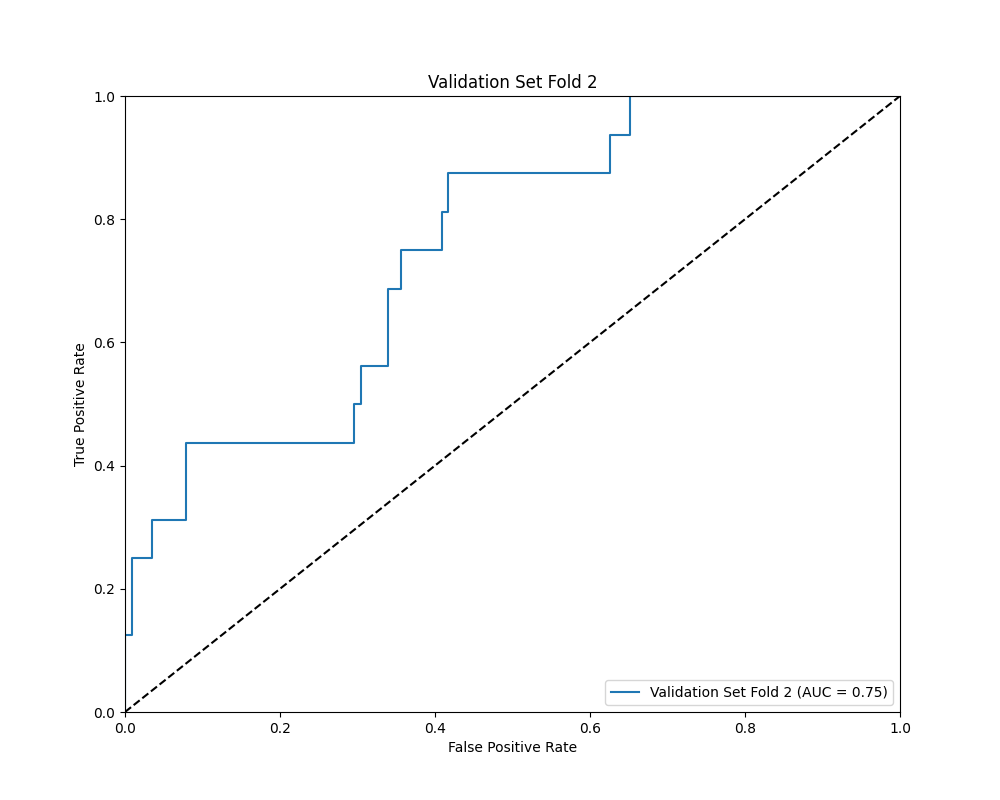 Validation Set Fold 2
1.0
0.8
0.6
0.4
0.2
0.0
True Positive Rate
Validation Set Fold 2 (AUC = 0.75)
0.0 0.2 0.4 0.6 0.8 1.0
False Positive Rate